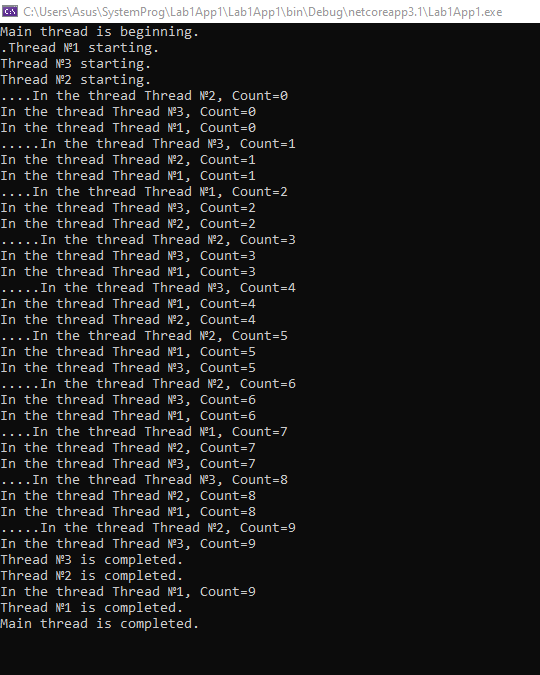 C:\Users\Asus\SystemProg\Lab1App1\Lab1App1\bin\Debug\netcoreapp3.1\Lab1App1.exe
Main thread is beginning.
.Thread №1 starting.
Thread №3 starting.
Thread №2 starting.
....In the thread Thread №2, Count=0
In the thread Thread №3, Count=0
In the thread Thread №1, Count=0
.....In the thread Thread №3, Count=1
In the thread Thread №2, Count=1
In the thread Thread №1, Count=1
....In the thread Thread №1, Count=2
In the thread Thread №3, Count=2
In the thread Thread №2, Count=2
.....In the thread Thread №2, Count=3
In the thread Thread №3, Count=3
In the thread Thread №1, Count=3
.....In the thread Thread №3, Count=4
In the thread Thread №1, Count=4
In the thread Thread №2, Count=4
....In the thread Thread №2, Count=5
In the thread Thread №1, Count=5
In the thread Thread №3, Count=5
.....In the thread Thread №2, Count=6
In the thread Thread №3, Count=6
In the thread Thread №1, Count=6
....In the thread Thread №1, Count=7
In the thread Thread №2, Count=7
In the thread Thread №3, Count=7
....In the thread Thread №3, Count=8
In the thread Thread №2, Count=8
In the thread Thread №1, Count=8
.....In the thread Thread №2, Count=9
In the thread Thread №3, Count=9
Thread №3 is completed.
Thread №2 is completed.
In the thread Thread №1, Count=9
Thread №1 is completed.
Main thread is completed.